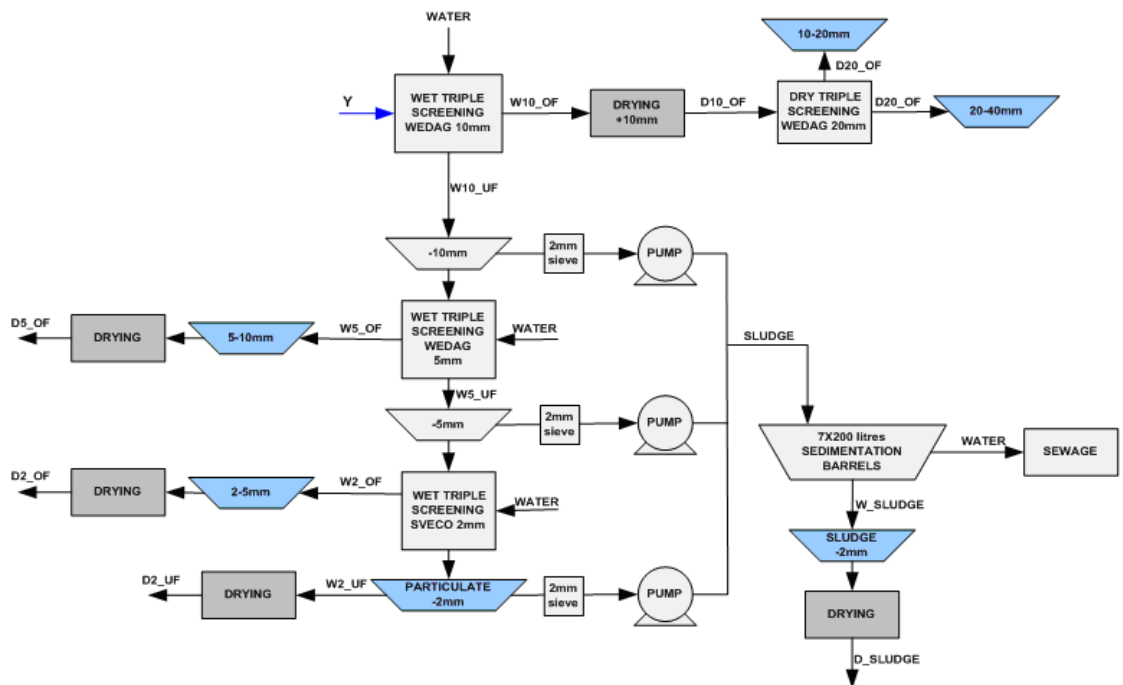 WATER
10-20mm
D20_OF
Y
WET TRIPLE
SCREENING
WEDAG 10mm
W10_OF
DRYING
+10mm
D10_OF
DRY TRIPLE
SCREENING
WEDAG 20mm
D20_OF
20-40mm
W10_UF
-10mm
2mm
sieve
PUMP
D5_OF
DRYING
5-10mm
W5_OF
WET TRIPLE
SCREENING
WEDAG
5mm
WATER
SLUDGE
W5_UF
-5mm
2mm
sieve
PUMP
7X200 litres
SEDIMENTATION
BARRELS
WATER
SEWAGE
D2_OF
DRYING
2-5mm
W2_OF
WET TRIPLE
SCREENING
SVECO 2mm
WATER
W_SLUDGE
SLUDGE
-2mm
D2_UF
DRYING
W2_UF
PARTICULATE
-2mm
2mm
sieve
PUMP
DRYING
D_SLUDGE